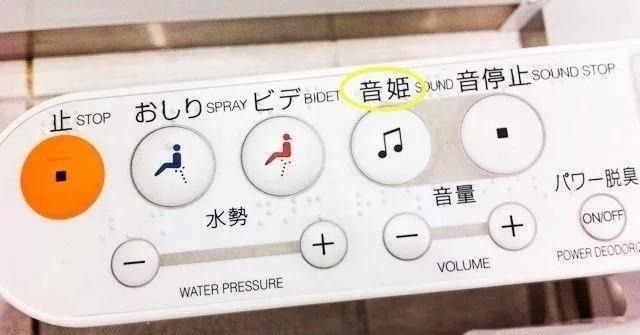 止 STOP
おしり SPRAY
ビデ BIDET
音姫 SOUND
音停止 SOUND STOP
水勢
WATER PRESSURE
音量
VOLUME
パワー脱臭
ON/OFF
POWER DEODORIZ